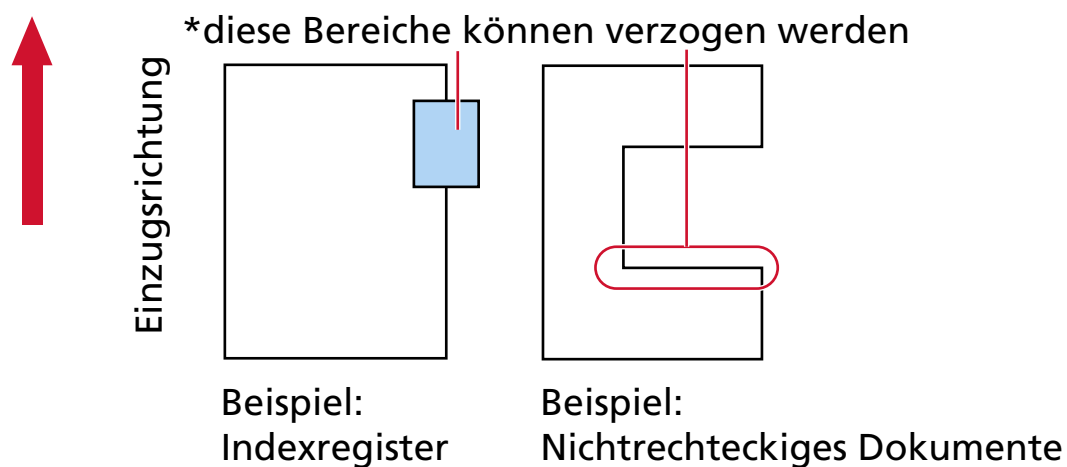 *diese Bereiche können verzogen werden
Einzugsrichtung
Beispiel:
Indexregister
Beispiel:
Nichtrechteckiges Dokumente